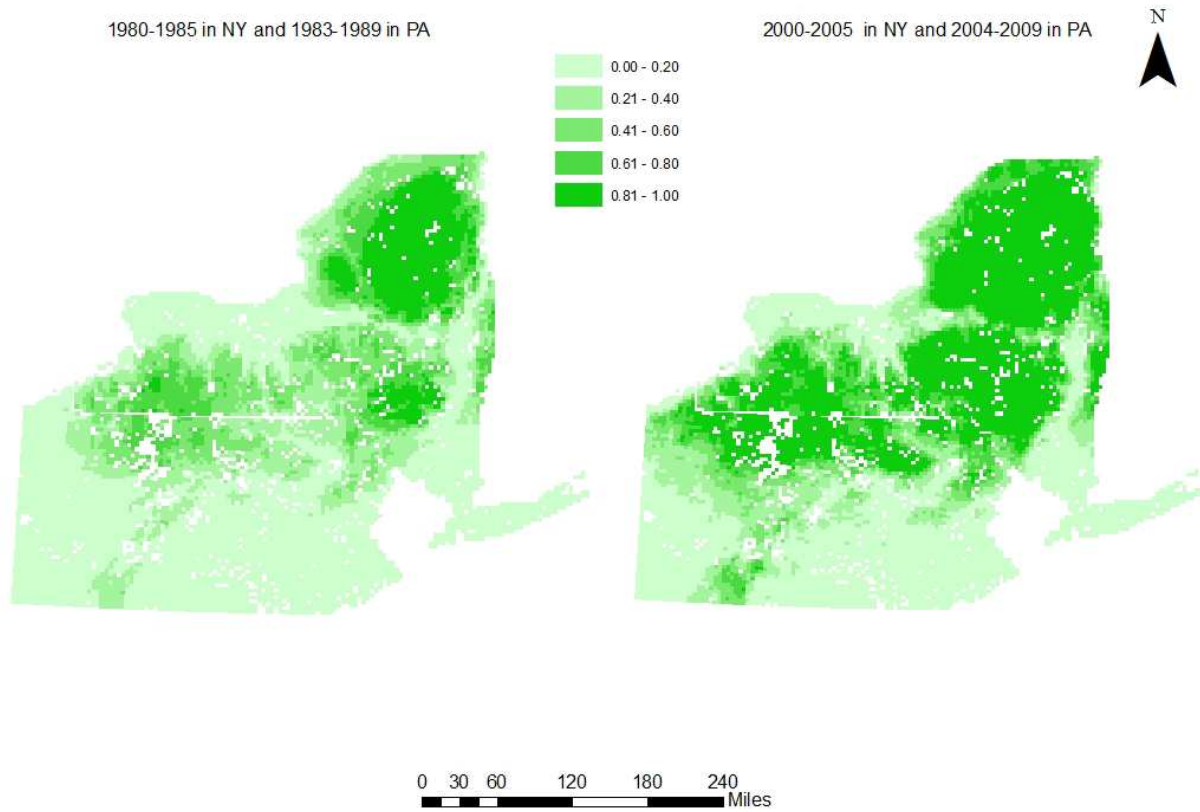 1980-1985 in NY and 1983-1989 in PA
2000-2005 in NY and 2004-2009 in PA
N
0.00 - 0.20
0.21 - 0.40
0.41 - 0.60
0.61 - 0.80
0.81 - 1.00
0 30 60 120 180 240
Miles